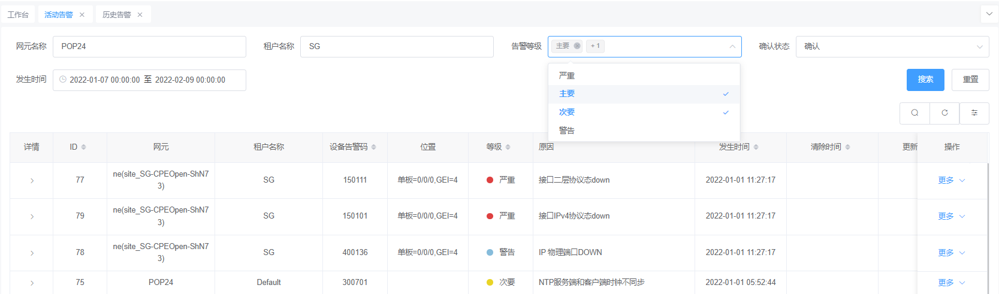 工作台 活动告警 历史告警
网元名称 POP24 租户名称 SG 告警等级 主要 + 1 确认状态 确认
发生时间 2022-01-07 00:00:00 至 2022-02-09 00:00:00 搜索 重置
严重
主要
次要
警告
详情 ID 网元 租户名称 设备告警码 位置 等级 原因 发生时间 清除时间 更新 操作
77 ne(site_SG-CPEOpen-ShN7
3) SG 150111 单板=0/0/0,GEI=4 严重 接口二层协议态down 2022-01-01 11:27:17 更多
79 ne(site_SG-CPEOpen-ShN7
3) SG 150101 单板=0/0/0,GEI=4 严重 接口IPv4协议态down 2022-01-01 11:27:17 更多
78 ne(site_SG-CPEOpen-ShN7
3) SG 400136 单板=0/0/0,GEI=4 警告 IP 物理端口DOWN 2022-01-01 11:27:17 更多
75 POP24 Default 300701 次要 NTP服务端和客户端时钟不同步 2022-01-01 05:52:44 更多